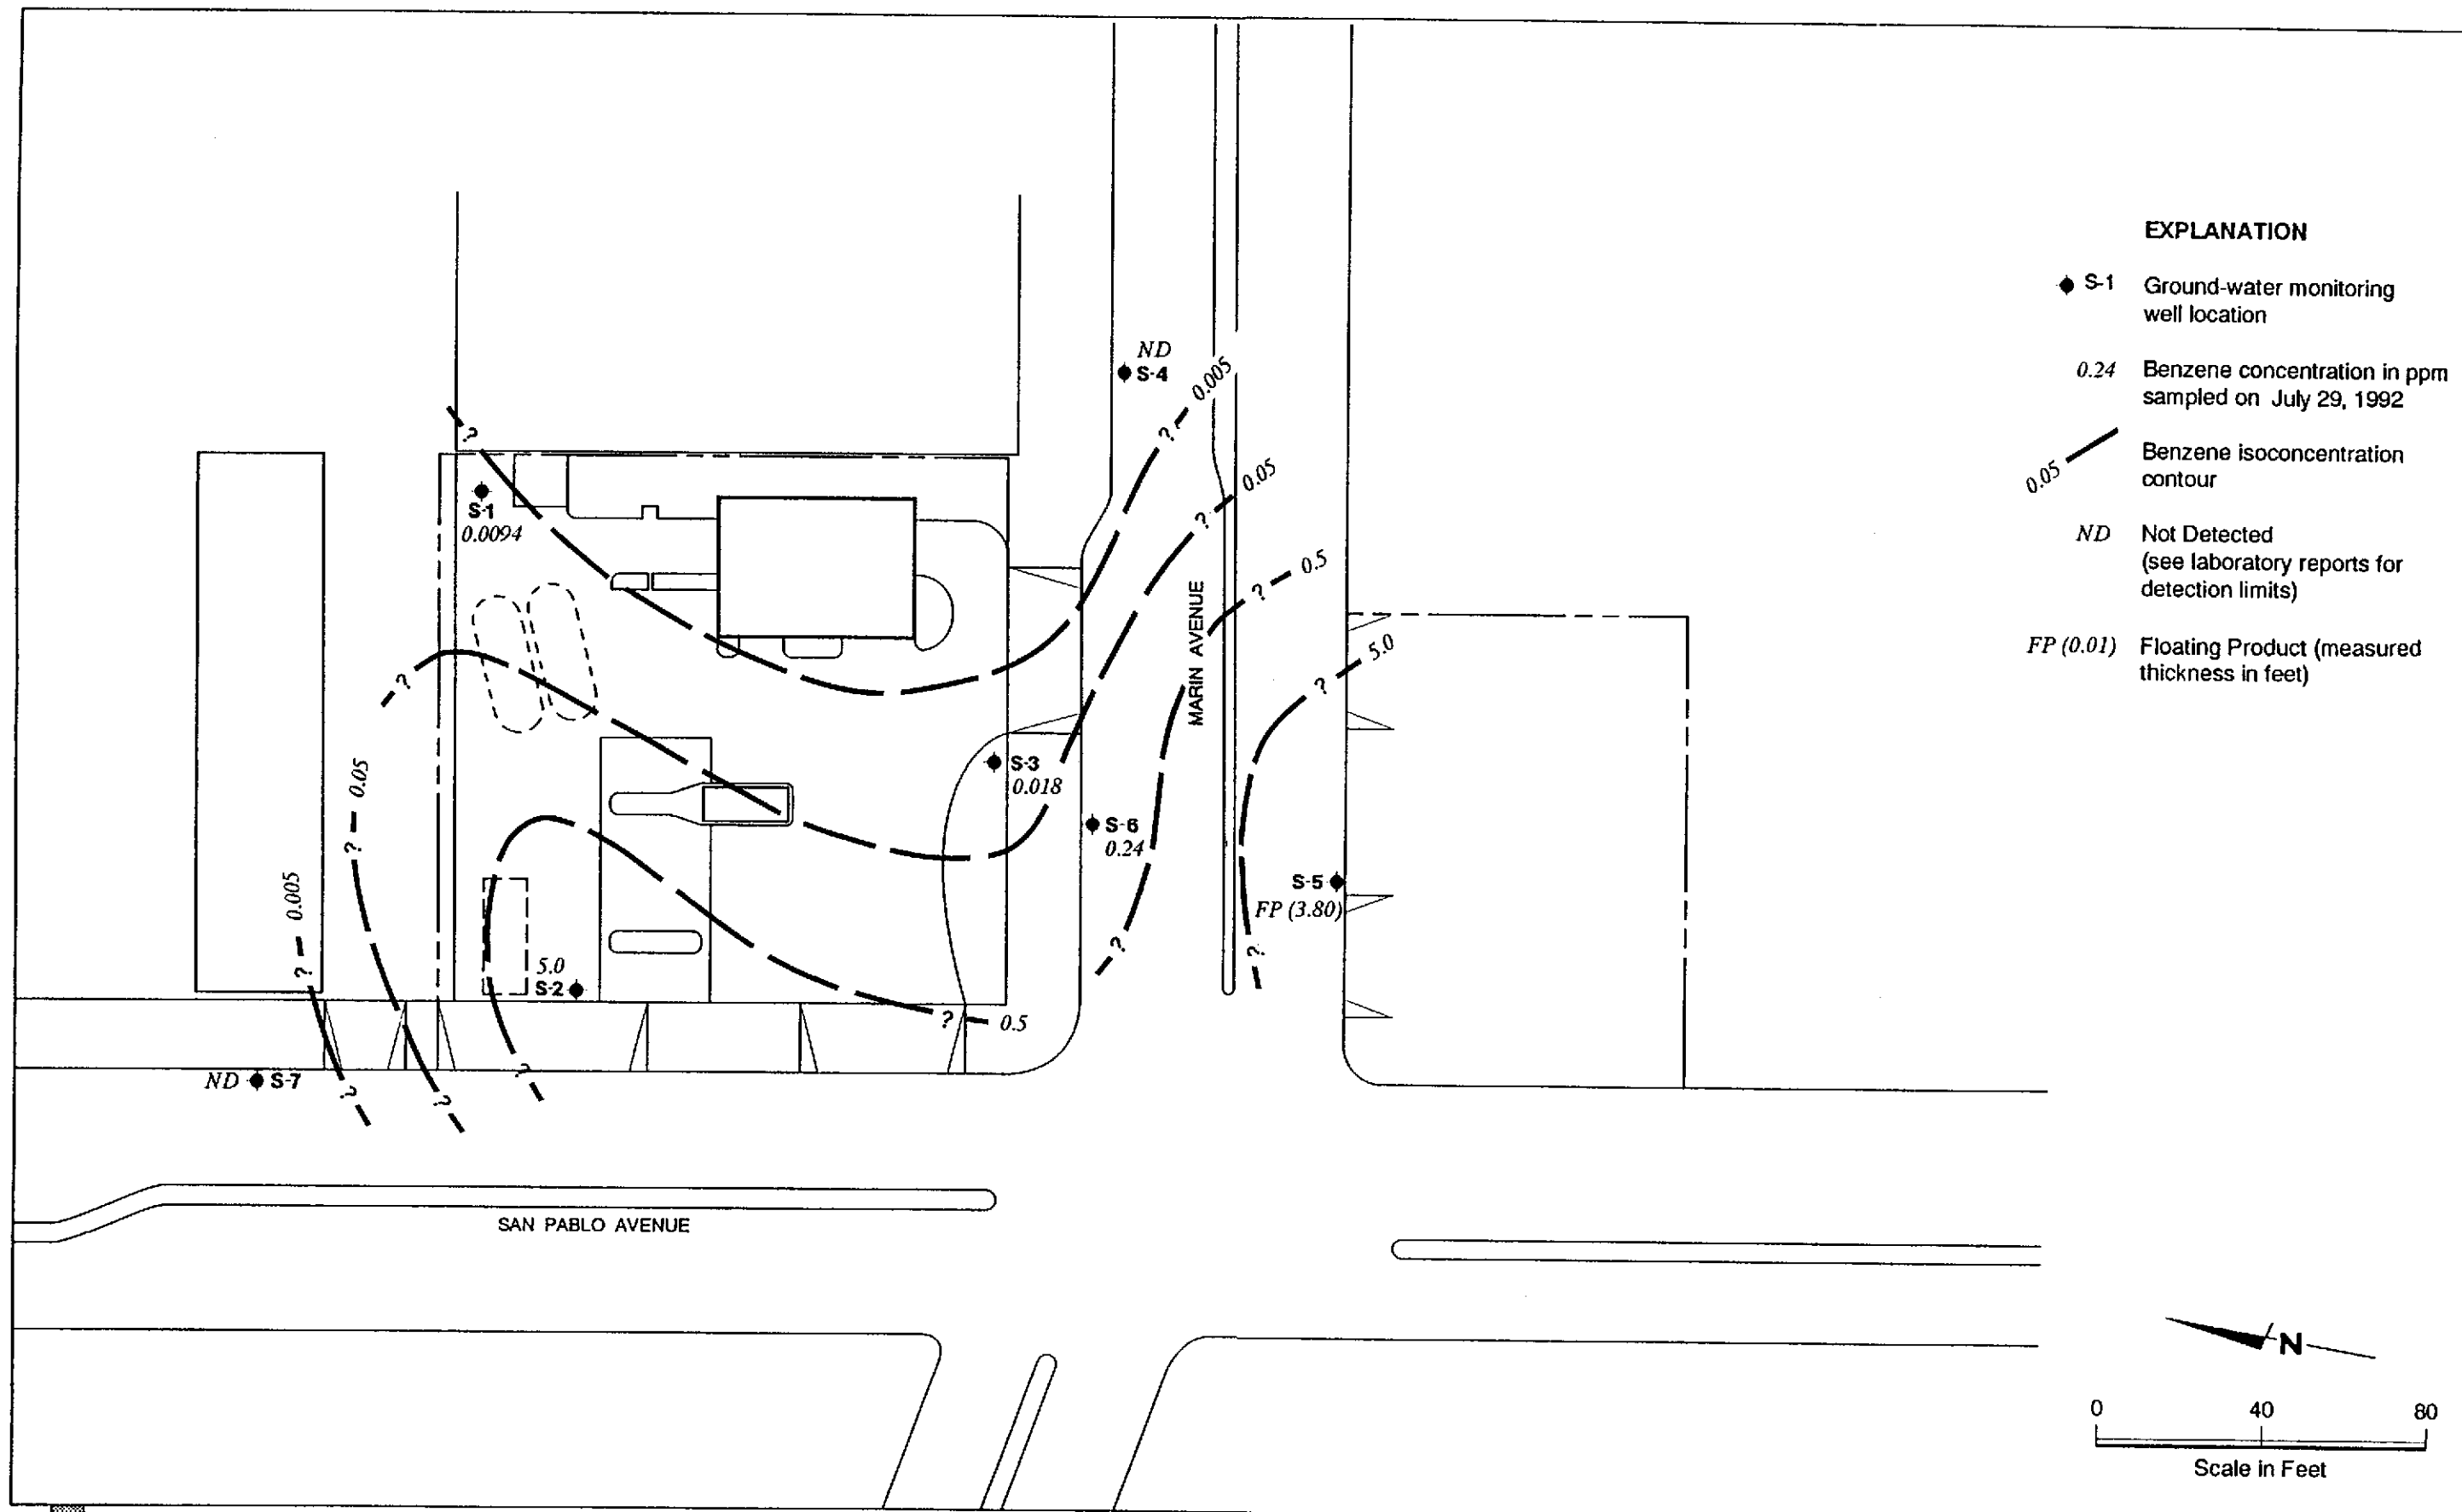 EXPLANATION
S-1 Ground-water monitoring
well location
0.24 Benzene concentration in ppm
sampled on July 29, 1992
0.05 Benzene isoconcentration
contour
ND Not Detected
(see laboratory reports for
detection limits)
FP (0.01) Floating Product (measured
thickness in feet)
ND
S-4
0.005
?
?
0.05
?
S-1
0.0094
0.5
?
MARIN AVENUE
5.0
?
?
S-3
0.018
0.05
?
S-6
0.24
S-5
FP (3.80)
0.005
?
?
?
5.0
S-2
?
0.5
ND S-7
?
?
?
SAN PABLO AVENUE
N
0 40 80
Scale in Feet